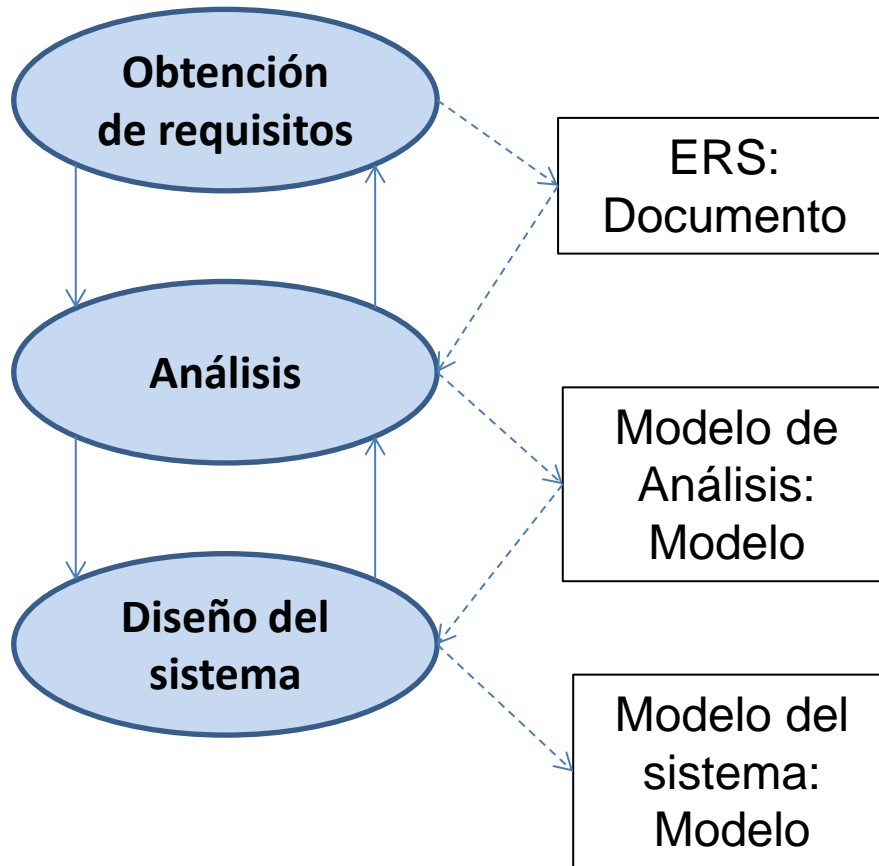 Obtención
de requisitos
ERS:
Documento
Análisis
Modelo de
Análisis:
Modelo
Diseño del
sistema
Modelo del
sistema:
Modelo